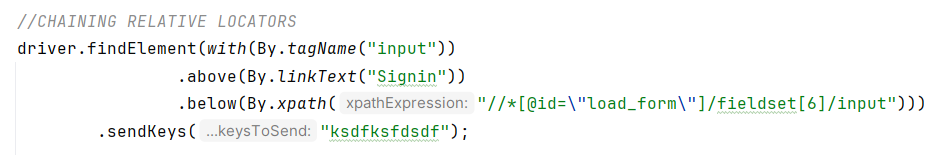 //CHAINING RELATIVE LOCATORS
driver.findElement(with(By.tagName("input"))
.above(By.linkText("Signin"))
.below(By.xpath( xpathExpression: "//*[@id=\"load_form\"]/fieldset[6]/input")))
.sendKeys( ...keysToSend: "ksdfksfdsdf");